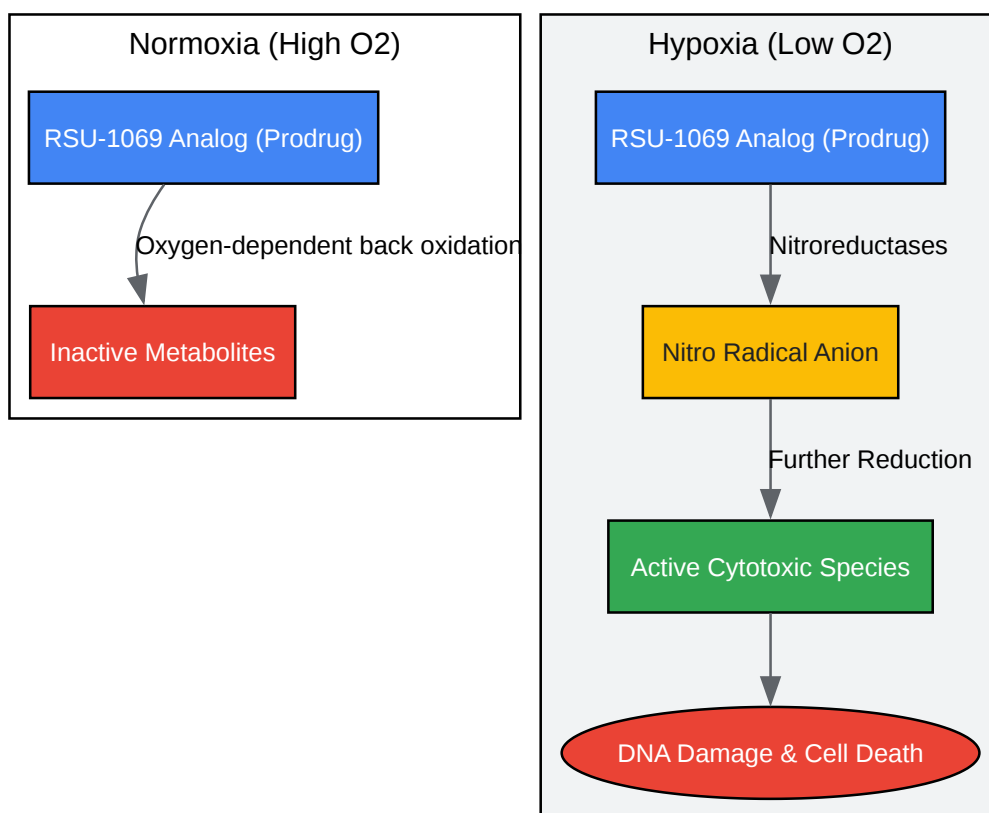 Normoxia (High O2)
RSU-1069 Analog (Prodrug)
Oxygen-dependent back oxidation
Inactive Metabolites
Hypoxia (Low O2)
RSU-1069 Analog (Prodrug)
Nitroreductases
Nitro Radical Anion
Further Reduction
Active Cytotoxic Species
DNA Damage & Cell Death